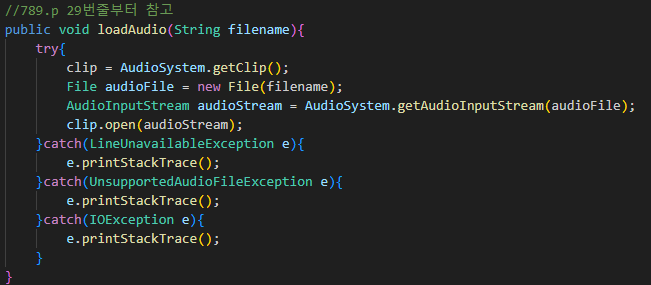 //789.p 29번줄부터 참고
public void loadAudio(String filename){
    try{
        clip = AudioSystem.getClip();
        File audioFile = new File(filename);
        AudioInputStream audioStream = AudioSystem.getAudioInputStream(audioFile);
        clip.open(audioStream);
    }catch(LineUnavailableException e){
        e.printStackTrace();
    }catch(UnsupportedAudioFileException e){
        e.printStackTrace();
    }catch(IOException e){
        e.printStackTrace();
    }
}